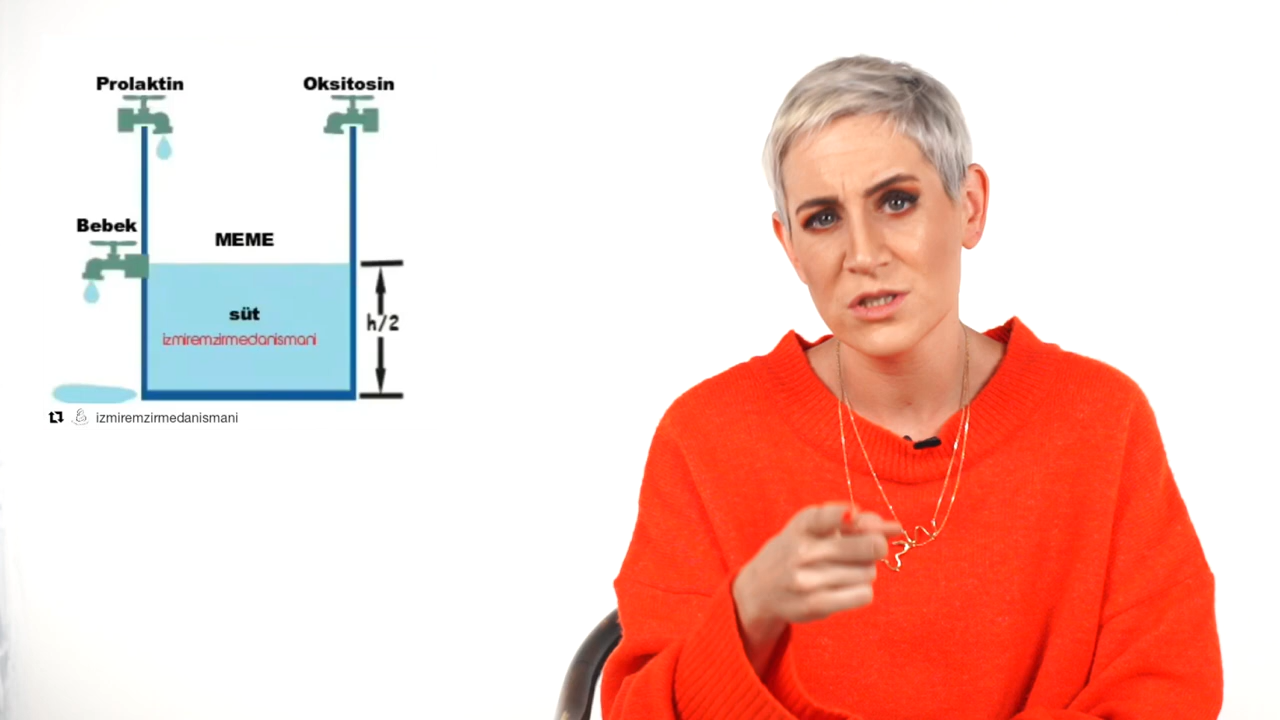 Prolaktin
Oksitosin
Bebek
MEME
h/2
süt
izmiremzirmedanismani
izmiremzirmedanismani